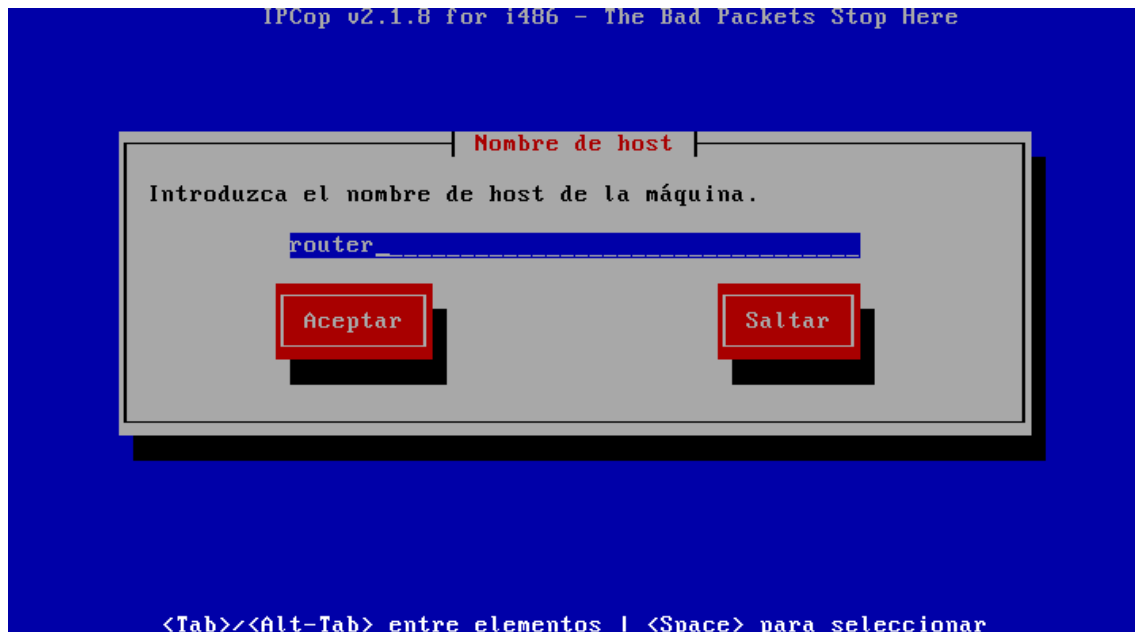 IPCop v2.1.8 for i486 - The Bad Packets Stop Here
Nombre de host
Introduzca el nombre de host de la máquina.
router
Aceptar
Saltar
<Tab>/<Alt-Tab> entre elementos | <Space> para seleccionar